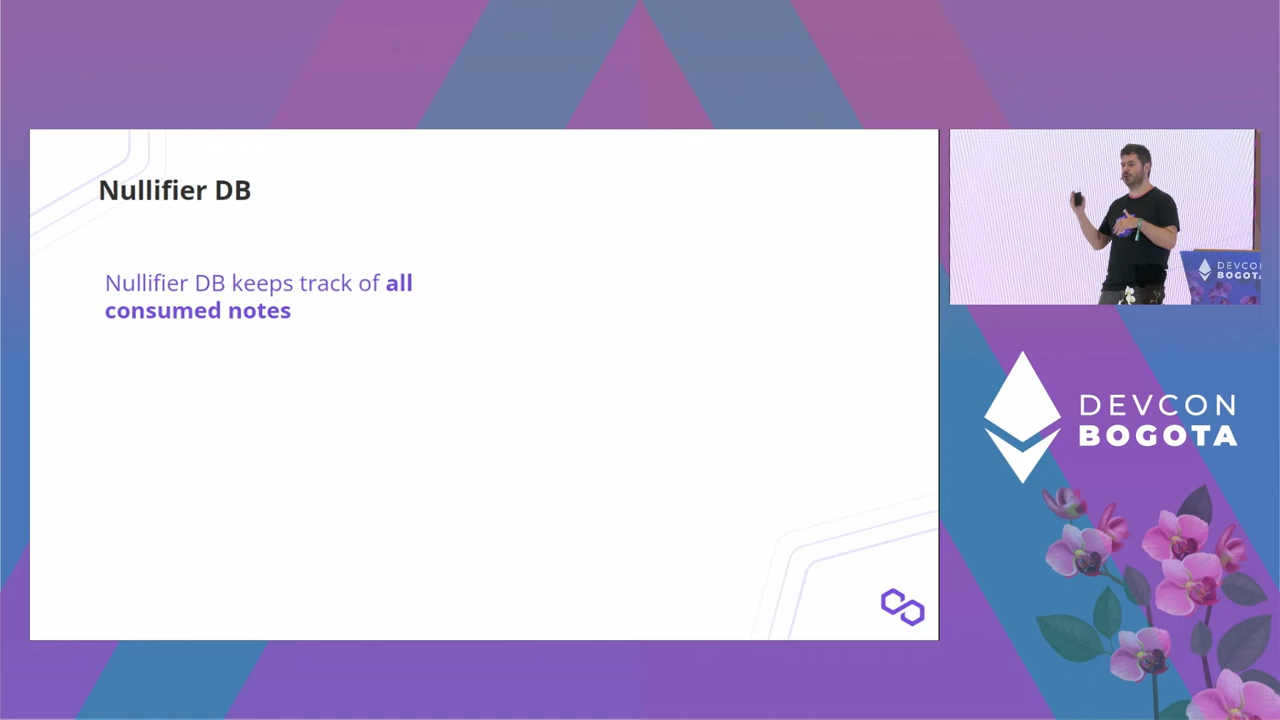 Nullifier DB
Nullifier DB keeps track of all
consumed notes
DEVCON
BOGOTA
DEVCON
BOGOTA